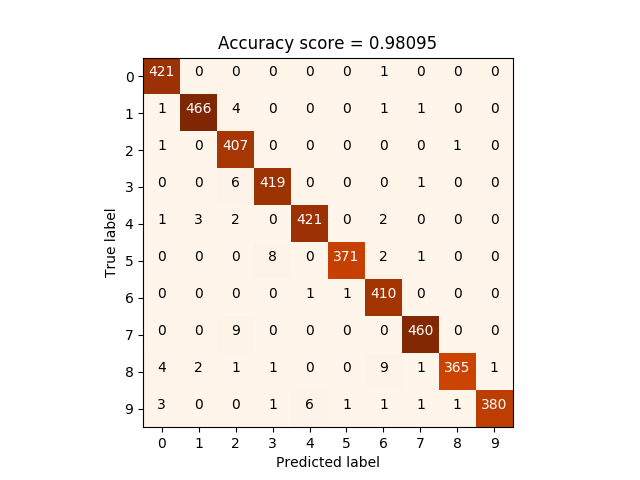 Accuracy score = 0.98095
0 421 0 0 0 0 0 1 0 0 0
1 1 466 4 0 0 0 1 1 0 0
2 1 0 407 0 0 0 0 0 1 0
3 0 0 6 419 0 0 0 1 0 0
4 1 3 2 0 421 0 2 0 0 0
5 0 0 0 8 0 371 2 1 0 0
6 0 0 0 0 1 1 410 0 0 0
7 0 0 9 0 0 0 0 460 0 0
8 4 2 1 1 0 0 9 1 365 1
9 3 0 0 1 6 1 1 1 1 380
0 1 2 3 4 5 6 7 8 9
True label
Predicted label